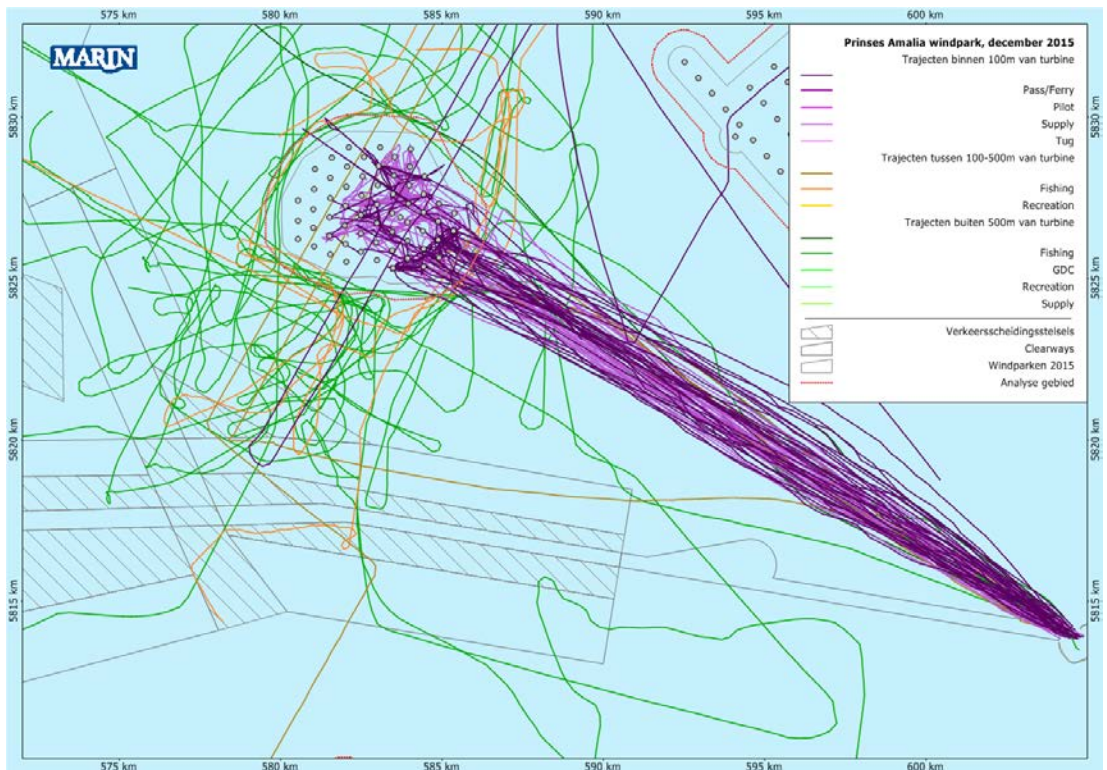 575 km 580 km 585 km 590 km 595 km 600 km
MARIN
Prinses Amalia windpark, december 2015
Trajecten binnen 100m van turbine
Pass/Ferry
Pilot
Supply
Tug
Trajecten tussen 100-500m van turbine
Fishing
Recreation
Trajecten buiten 500m van turbine
Fishing
GDC
Recreation
Supply
Verkeersscheidingsstelsels
Clearways
Windparken 2015
Analyse gebied
5830 km 5830 km
5825 km 5825 km
5820 km 5820 km
5815 km 5815 km
575 km 580 km 585 km 590 km 595 km 600 km